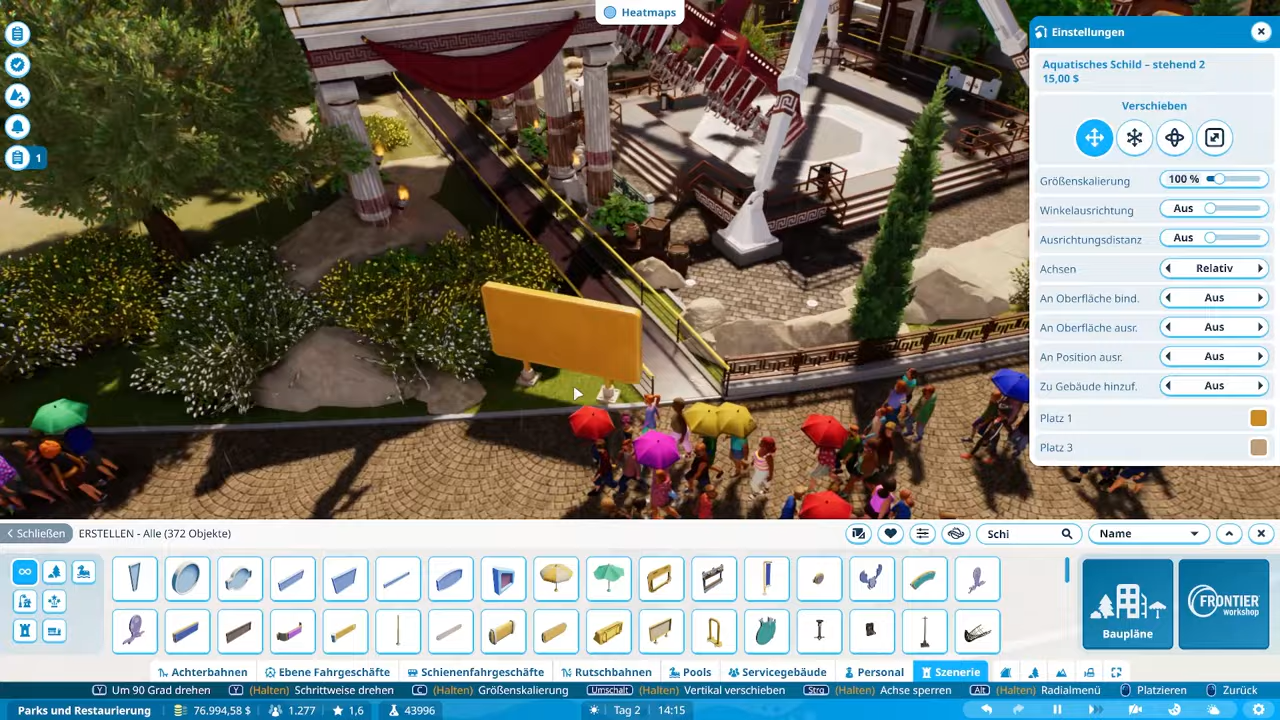 Heatmaps
Einstellungen
Aquatisches Schild – stehend 2
15,00 $
Verschieben
Größenskalierung 100 %
Winkelausrichtung Aus
Ausrichtungsdistanz Aus
Achsen Relativ
An Oberfläche bind. Aus
An Oberfläche ausr. Aus
An Position ausr. Aus
Zu Gebäude hinzuf. Aus
Platz 1
Platz 3
1
Schließen ERSTELLEN - Alle (372 Objekte) Schi Name
Baupläne FRONTIER workshop
Achterbahnen Ebene Fahrgeschäfte Schienenfahrgeschäfte Rutschbahnen Pools Servicegebäude Personal Szenerie
Y Um 90 Grad drehen Y (Halten) Schrittweise drehen C (Halten) Größenskalierung Umschalt (Halten) Vertikal verschieben Strg (Halten) Achse sperren Alt (Halten) Radialmenü Platzieren Zurück
Parks und Restaurierung 76.994,58 $ 1.277 1,6 43996 Tag 2 14:15